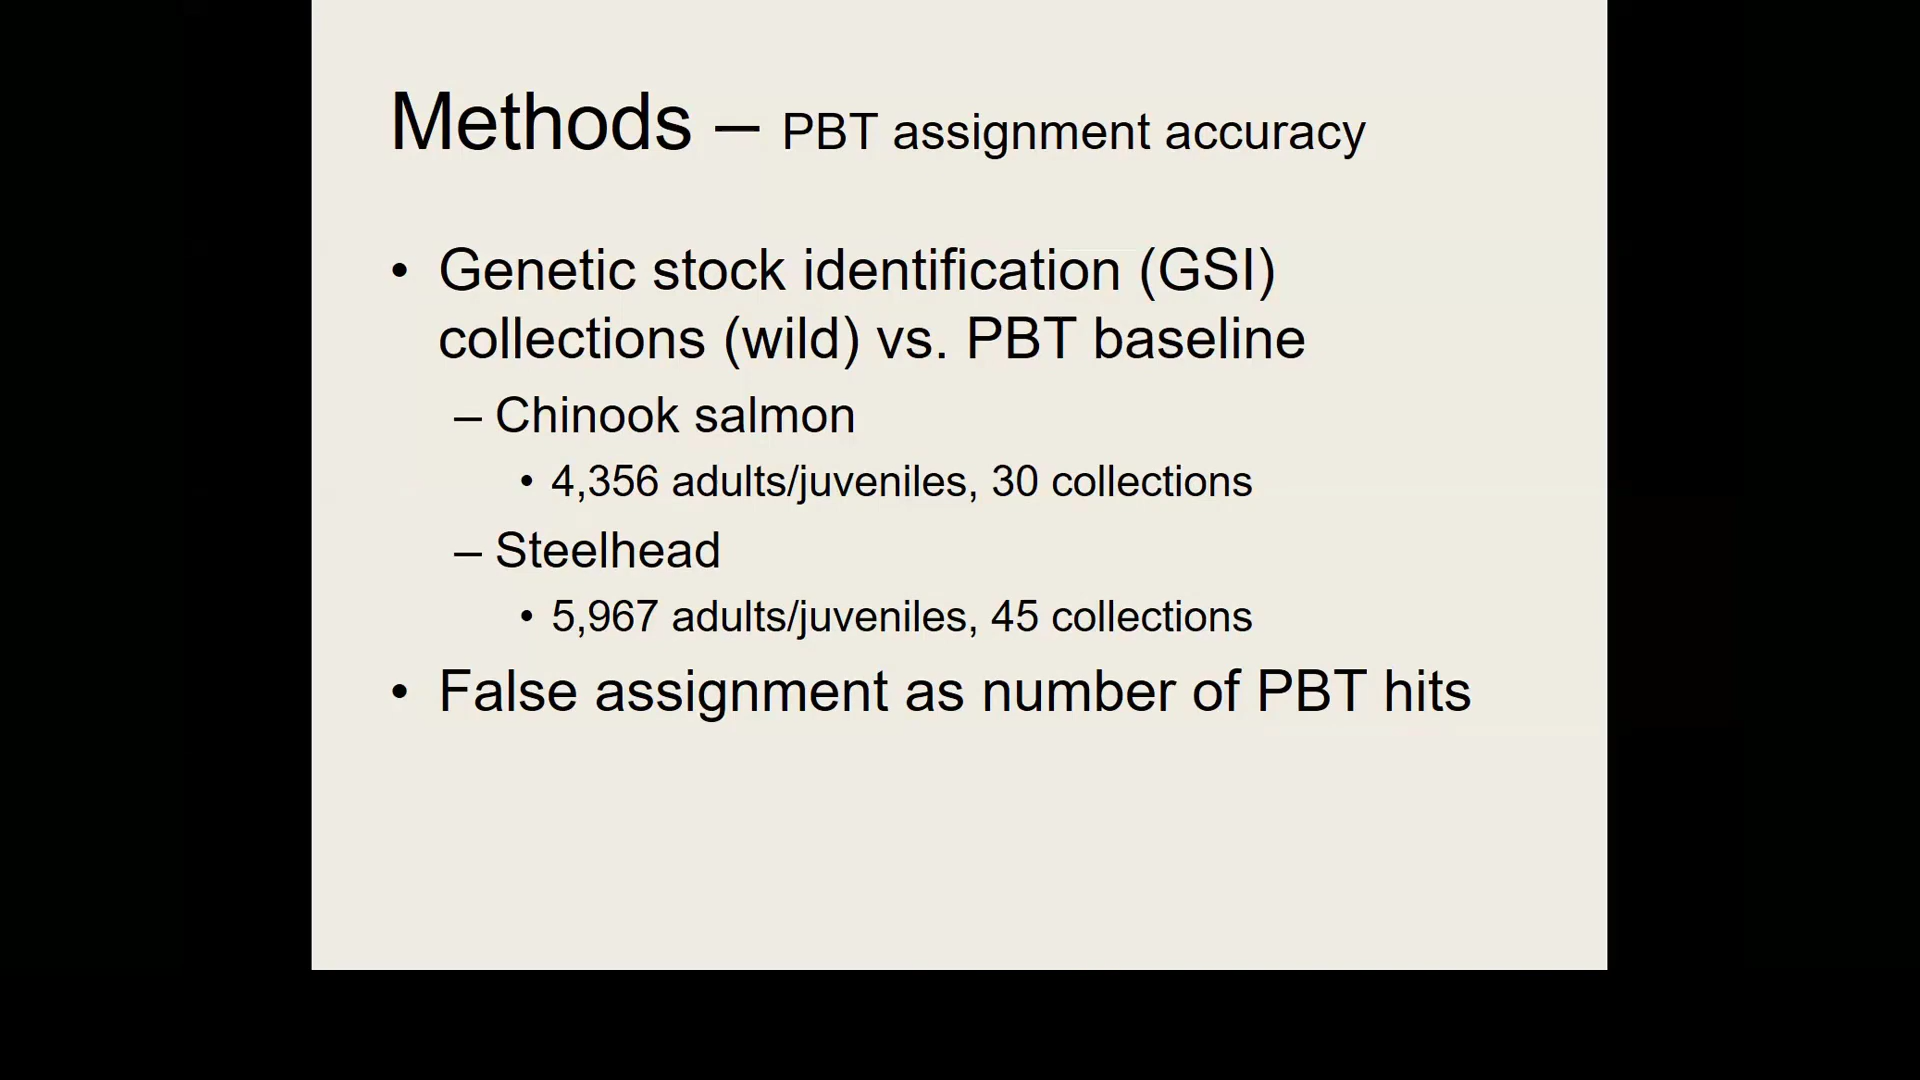 Methods – PBT assignment accuracy
• Genetic stock identification (GSI)
collections (wild) vs. PBT baseline
– Chinook salmon
• 4,356 adults/juveniles, 30 collections
– Steelhead
• 5,967 adults/juveniles, 45 collections
• False assignment as number of PBT hits